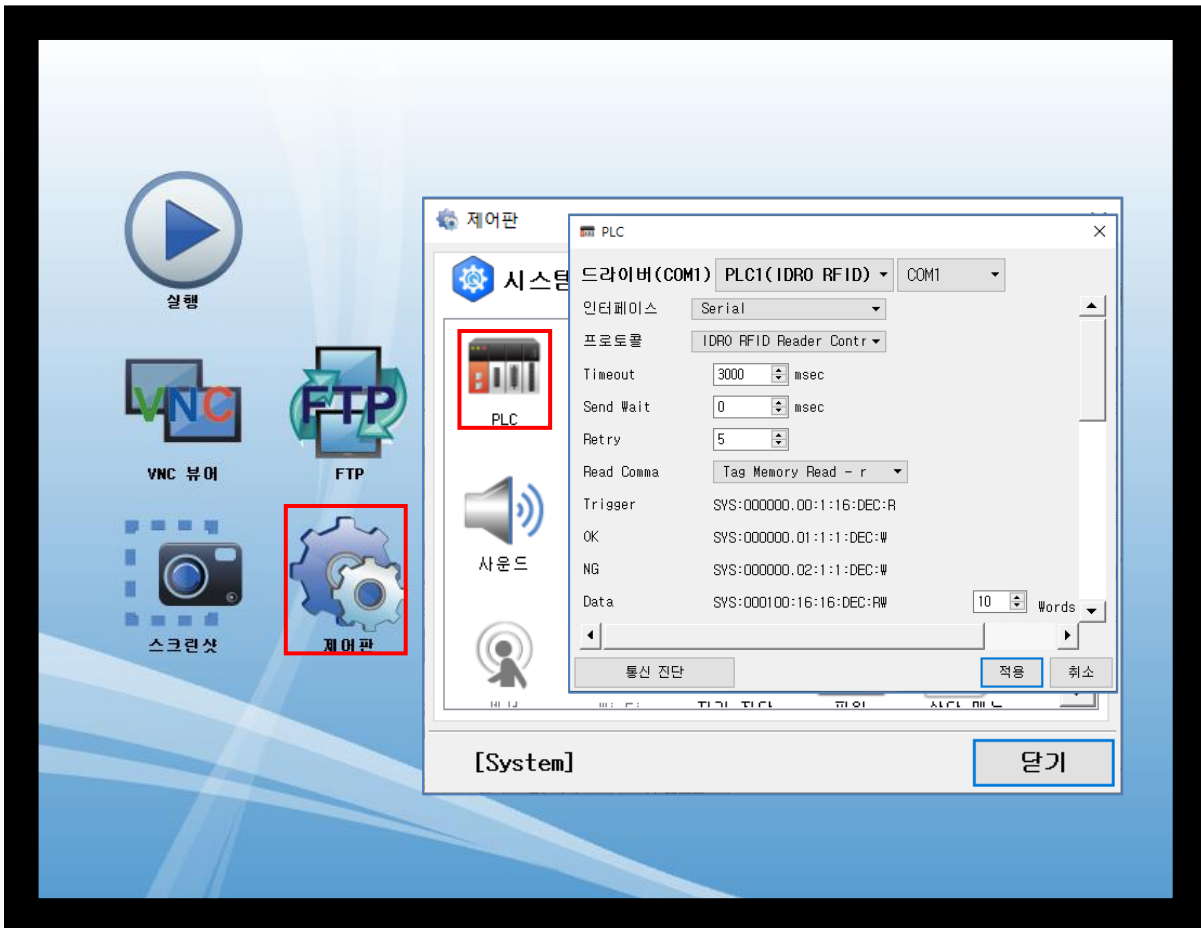 실행
VNC
VNC 뷰어
FTP
FTP
스크린샷
제어판
제어판
시스템
PLC
사운드
PLC
드라이버(COM1) PLC1(IDRO RFID) COM1
인터페이스 Serial
프로토콜 IDRO RFID Reader Contr
Timeout 3000 msec
Send Wait 0 msec
Retry 5
Read Comma Tag Memory Read - r
Trigger SYS:000000.00:1:16:DEC:R
OK SYS:000000.01:1:1:DEC:W
NG SYS:000000.02:1:1:DEC:W
Data SYS:000100:16:16:DEC:RW 10 Words
통신 진단 적용 취소
[System] 닫기